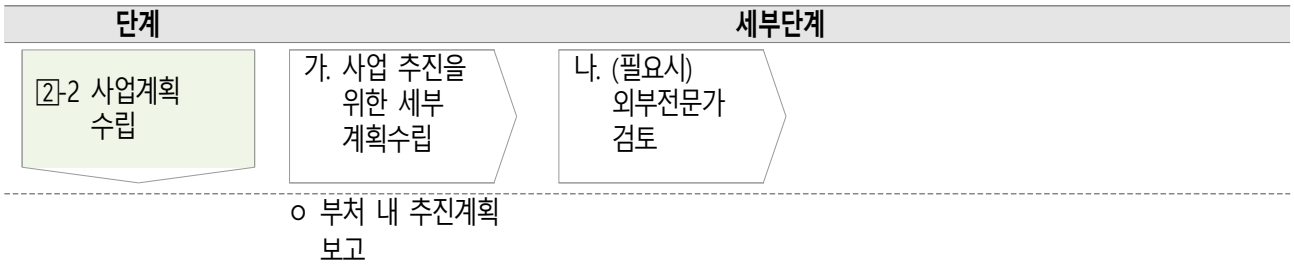 단계
세부단계
2-2 사업계획
수립
가. 사업 추진을
위한 세부
계획수립
나. (필요시)
외부전문가
검토
o 부처 내 추진계획
보고